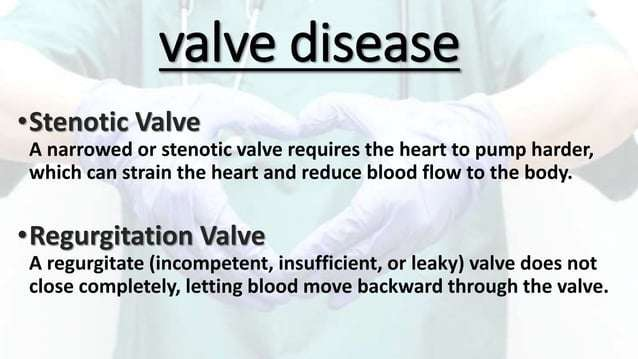 valve disease
•Stenotic Valve
A narrowed or stenotic valve requires the heart to pump harder,
which can strain the heart and reduce blood flow to the body.
•Regurgitation Valve
A regurgitate (incompetent, insufficient, or leaky) valve does not
close completely, letting blood move backward through the valve.